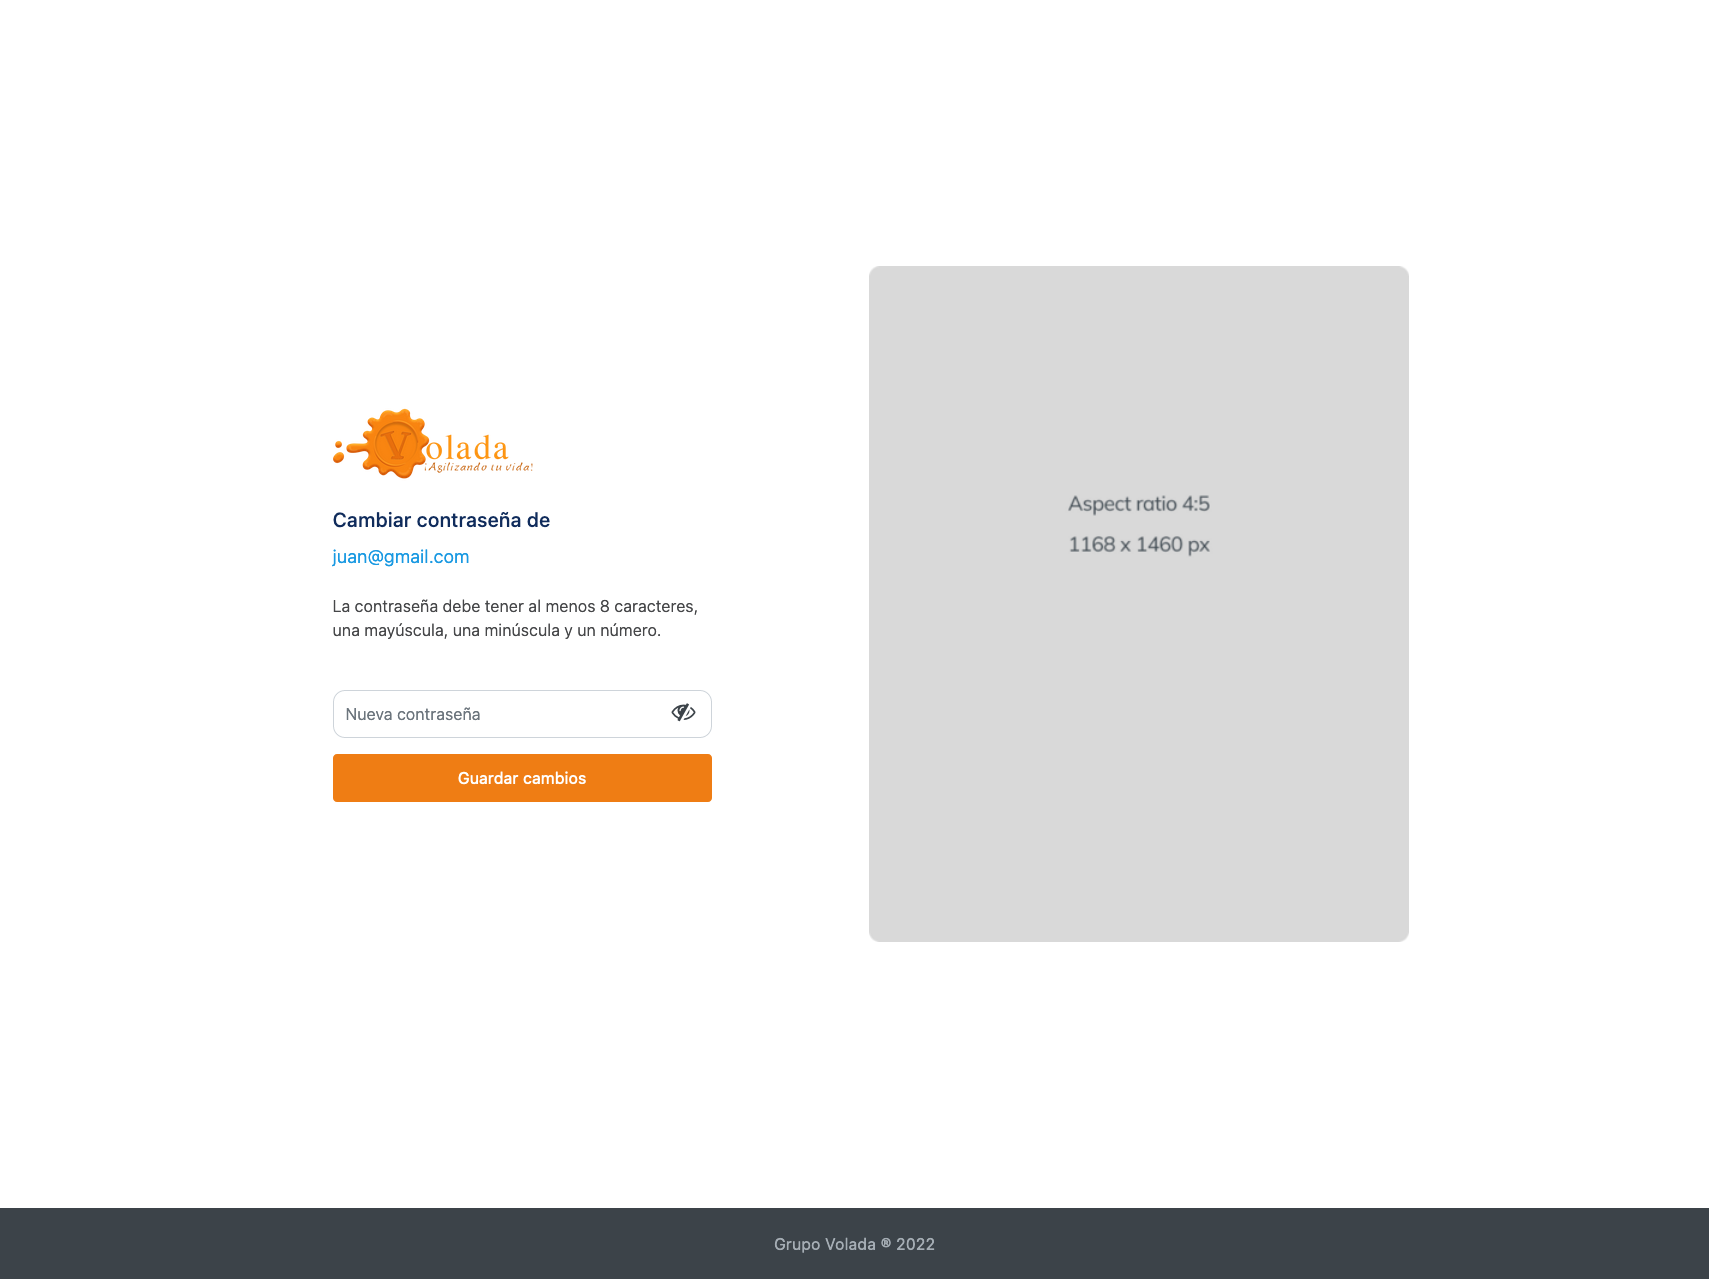 Volada
¡Agilizando tu vida!
Cambiar contraseña de
juan@gmail.com
La contraseña debe tener al menos 8 caracteres,
una mayúscula, una minúscula y un número.
Nueva contraseña
Guardar cambios
Aspect ratio 4:5
1168 x 1460 px
Grupo Volada ® 2022